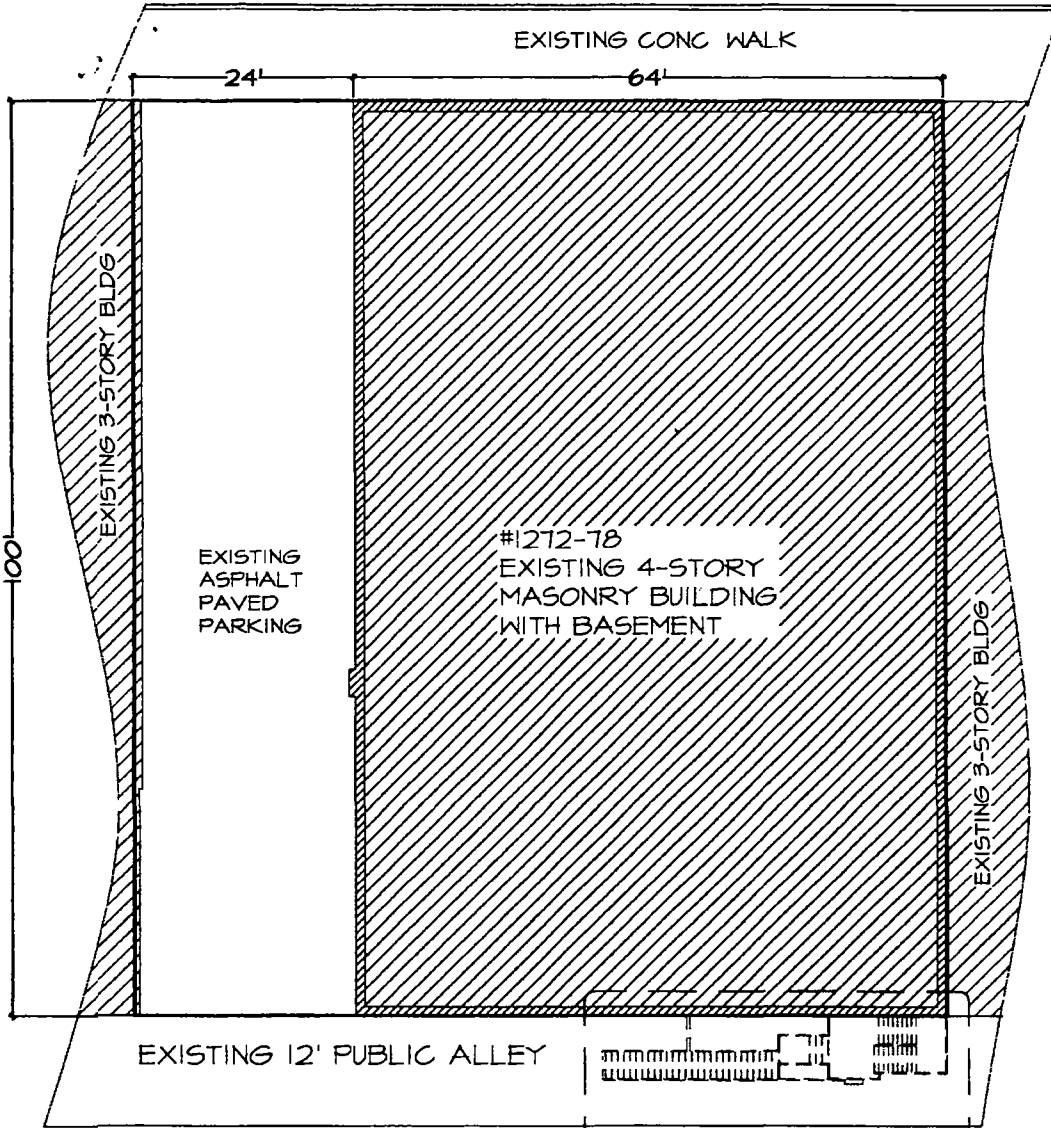 EXISTING CONC WALK
24'
64'
100'
EXISTING 3-STORY BLDG
EXISTING
ASPHALT
PAVED
PARKING
#1272-78
EXISTING 4-STORY
MASONRY BUILDING
WITH BASEMENT
EXISTING 3-STORY BLDG
EXISTING 12' PUBLIC ALLEY